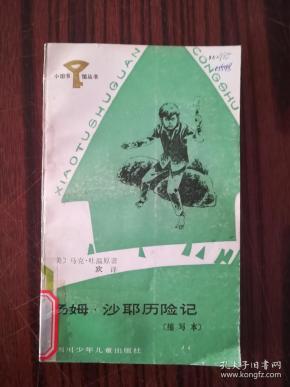 小图书馆丛书
XIAOTUSHUGUAN
CONGSHU
美〕马克·吐温原著
欢 译
汤姆·沙耶历险记
（缩写本）
四川少年儿童出版社
孔夫子旧书网